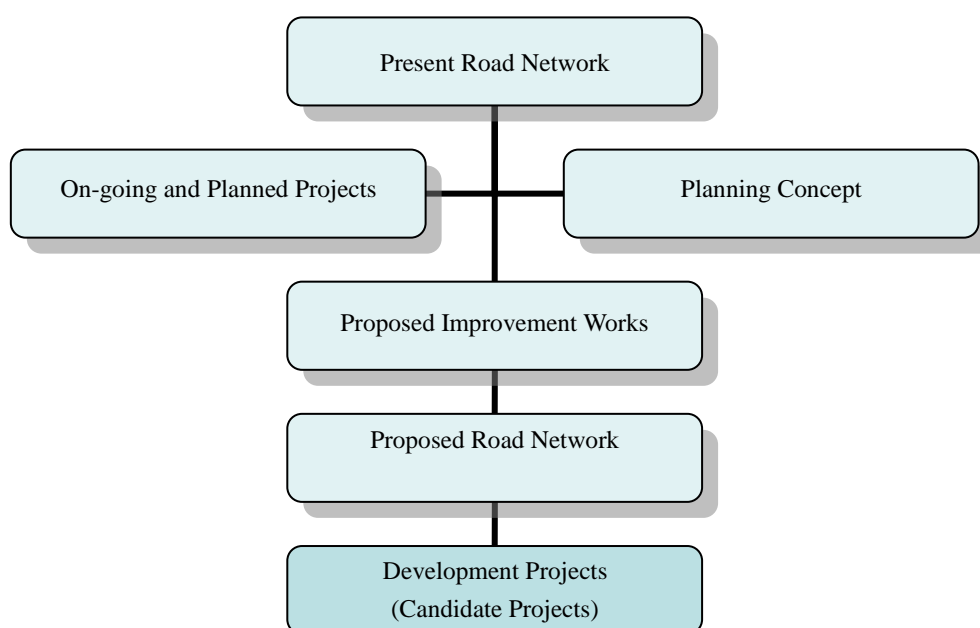 Present Road Network
On-going and Planned Projects
Planning Concept
Proposed Improvement Works
Proposed Road Network
Development Projects
(Candidate Projects)